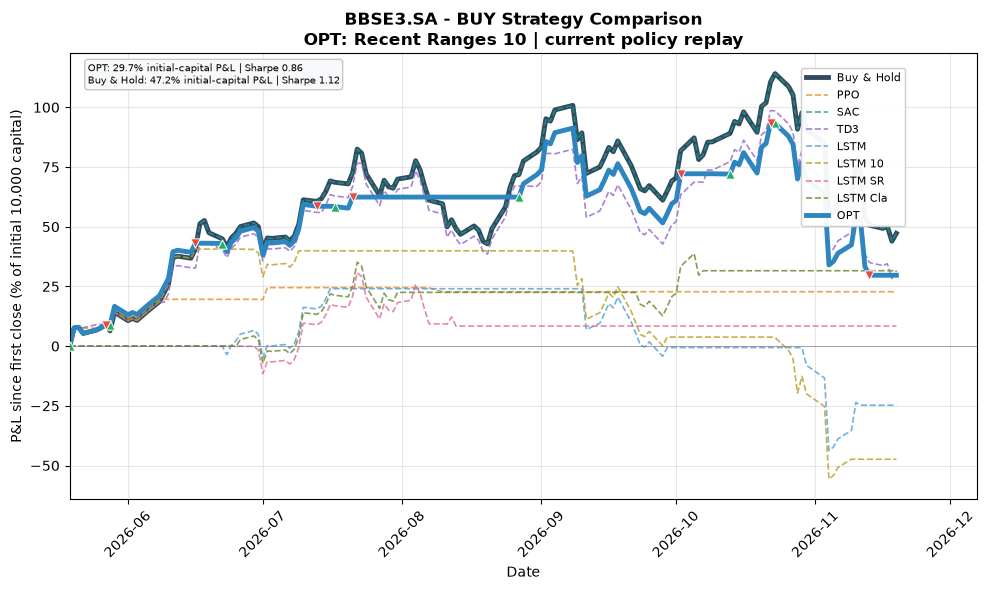 BBSE3.SA - BUY Strategy Comparison
OPT: Recent Ranges 10 | current policy replay
OPT: 29.7% initial-capital P&L | Sharpe 0.86
Buy & Hold: 47.2% initial-capital P&L | Sharpe 1.12
Buy & Hold
PPO
SAC
TD3
LSTM
LSTM 10
LSTM SR
LSTM Cla
OPT
P&L since first close (% of initial 10,000 capital)
100
75
50
25
0
−25
−50
2026-06
2026-07
2026-08
2026-09
2026-10
2026-11
2026-12
Date